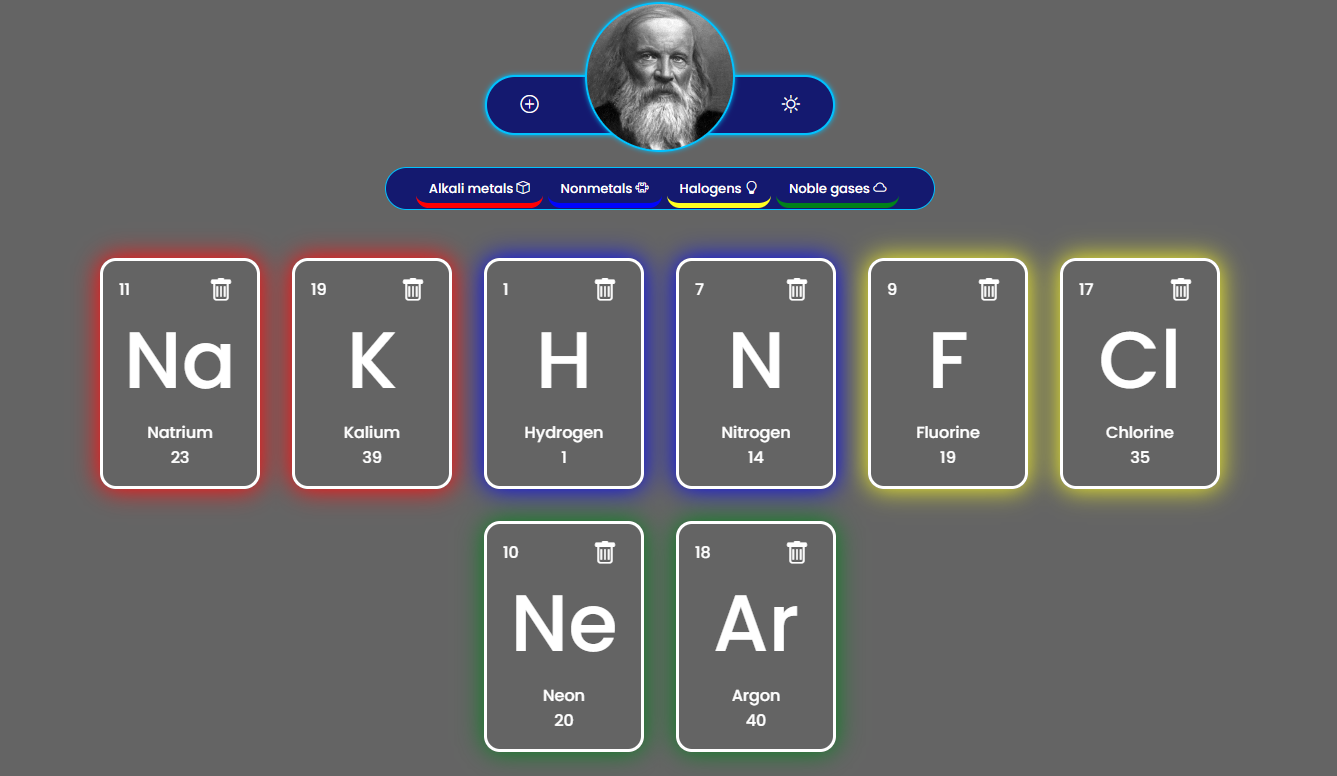 Alkali metals Nonmetals Halogens Noble gases
11
Na
Natrium
23
19
K
Kalium
39
1
H
Hydrogen
1
7
N
Nitrogen
14
9
F
Fluorine
19
17
Cl
Chlorine
35
10
Ne
Neon
20
18
Ar
Argon
40